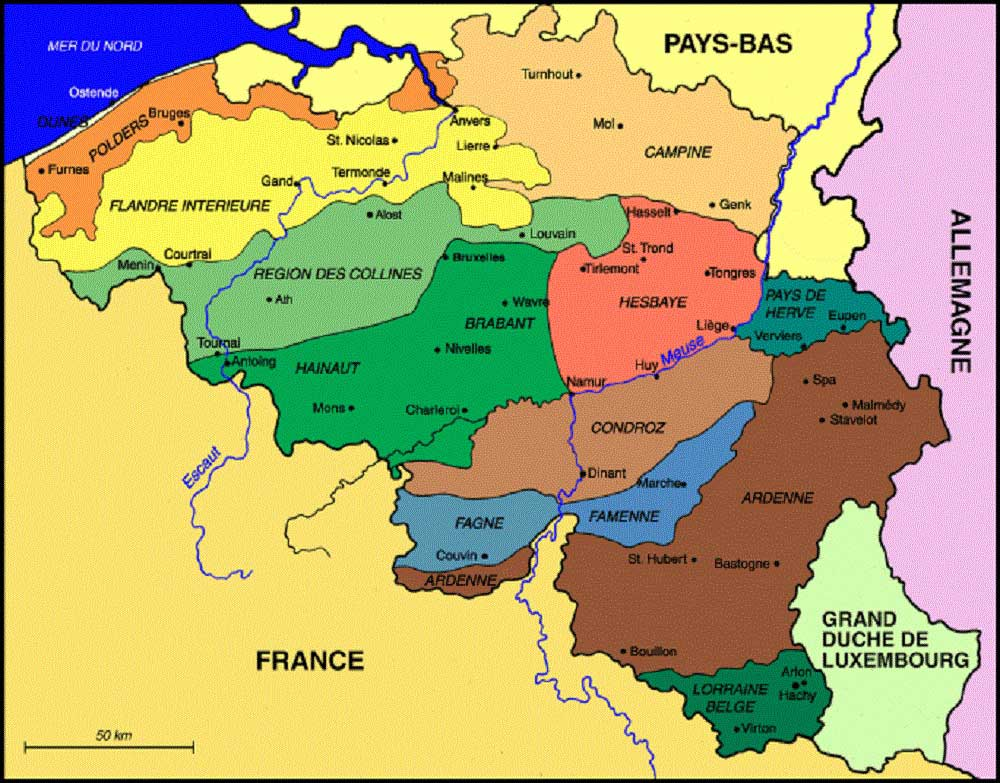 MER DU NORD
PAYS-BAS
Turnhout
Ostende
DUNES
POLDERS
Bruges
Anvers
Mol
St. Nicolas
Lierre
CAMPINE
Furnes
Gand
Termonde
Malines
FLANDRE INTERIEURE
Alost
Hasselt
Genk
ALLEMAGNE
Louvain
Menin
Courtral
Bruxelles
St. Trond
Tirlemont
Tongres
REGION DES COLLINES
Ath
Wavre
HESBAYE
PAYS DE
HERVE
Eupen
BRABANT
Liège
Verviers
Tournal
Antoing
Nivelles
Meuse
HAINAUT
Huy
Namur
Spa
Mons
Charleroi
Malmédy
Stavelot
CONDROZ
Escaut
Dinant
Marche
ARDENNE
FAGNE
FAMENNE
Couvin
St. Hubert
Bastogne
ARDENNE
GRAND
DUCHE DE
LUXEMBOURG
FRANCE
Bouillon
Arlon
Hachy
LORRAINE
BELGE
Virton
50 km